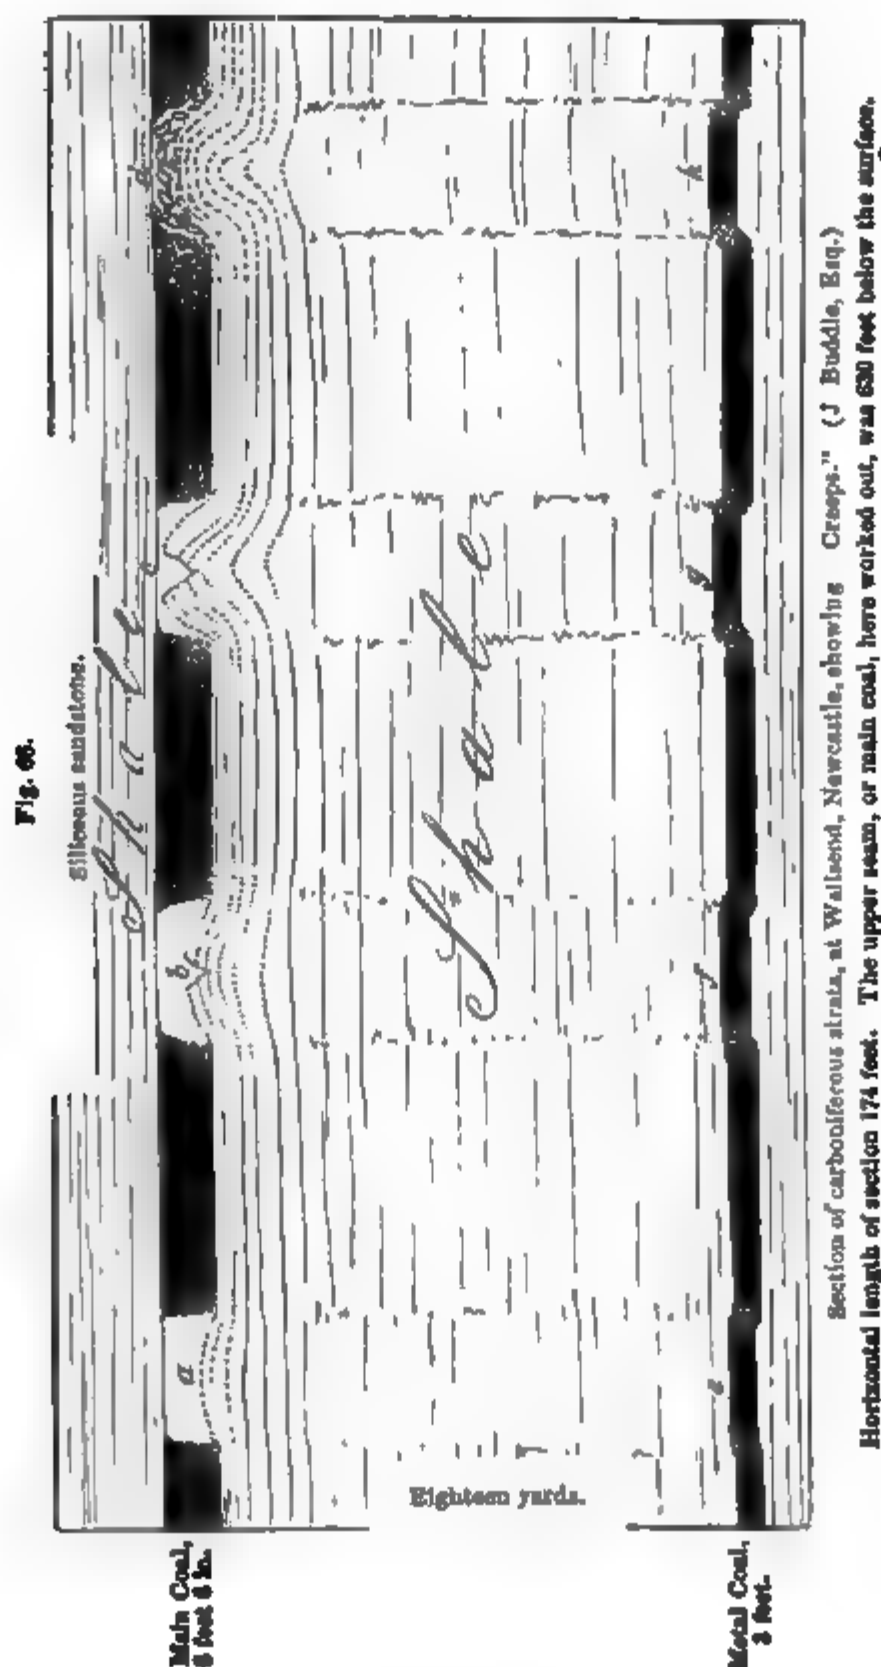 Fig. 66.
Siliceous sandstone.
Shale
a
b
c
d
Main Coal,
6 feet 6 in.
Shale
Eighteen yards.
e
f
g
h
Metal Coal,
3 feet.
Section of carboniferous strata, at Wallsend, Newcastle, showing Creeps." (J Buddle, Esq.)
Horizontal length of section 174 feet. The upper seam, or main coal, here worked out, was 630 feet below the surface.